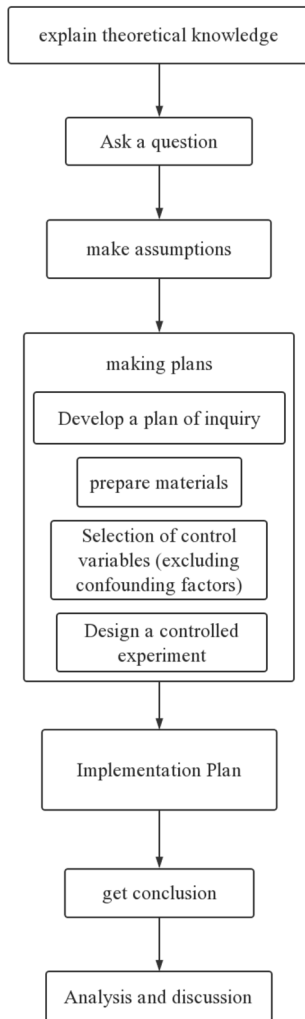 explain theoretical knowledge
Ask a question
make assumptions
making plans
Develop a plan of inquiry
prepare materials
Selection of control
variables (excluding
confounding factors)
Design a controlled
experiment
Implementation Plan
get conclusion
Analysis and discussion